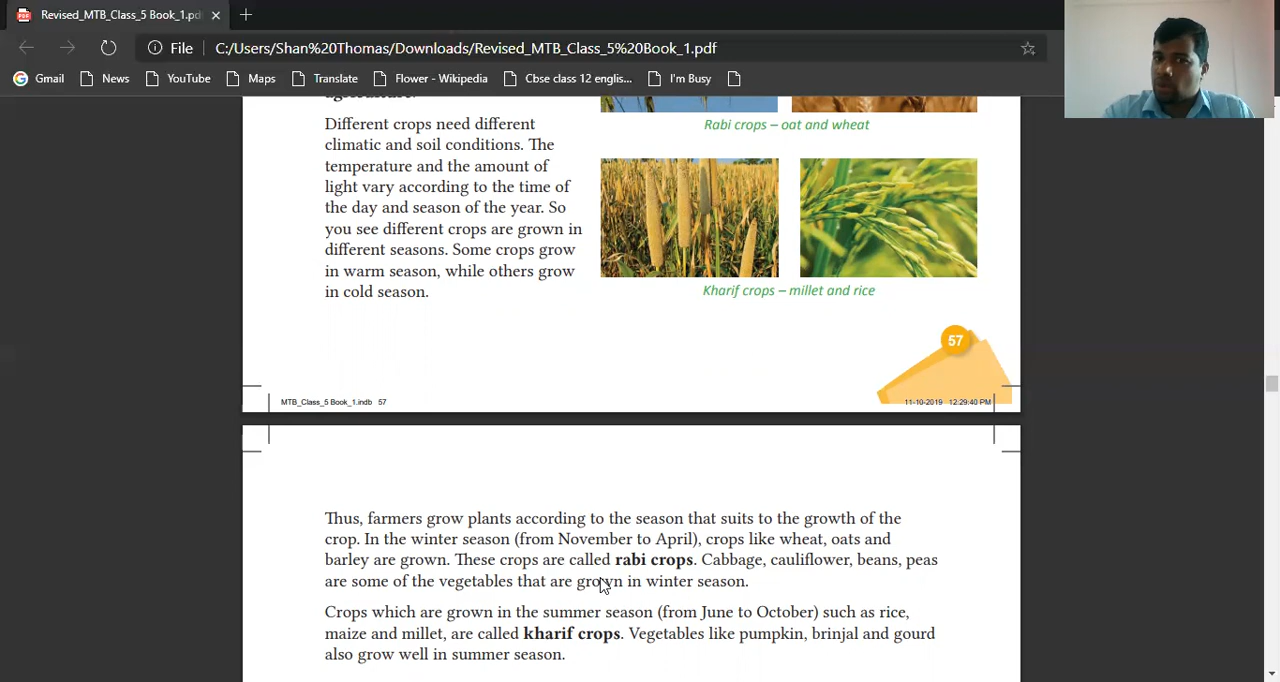 Revised_MTB_Class_5 Book_1.pd
File
C:/Users/Shan%20Thomas/Downloads/Revised_MTB_Class_5%20Book_1.pdf
Gmail
News
YouTube
Maps
Translate
Flower - Wikipedia
Cbse class 12 englis...
I'm Busy
agriculture.
Different crops need different
climatic and soil conditions. The
temperature and the amount of
light vary according to the time of
the day and season of the year. So
you see different crops are grown in
different seasons. Some crops grow
in warm season, while others grow
in cold season.
Rabi crops – oat and wheat
Kharif crops – millet and rice
57
MTB_Class_5 Book_1.indb 57
11-10-2019 12:29:40 PM
Thus, farmers grow plants according to the season that suits to the growth of the
crop. In the winter season (from November to April), crops like wheat, oats and
barley are grown. These crops are called rabi crops. Cabbage, cauliflower, beans, peas
are some of the vegetables that are grown in winter season.
Crops which are grown in the summer season (from June to October) such as rice,
maize and millet, are called kharif crops. Vegetables like pumpkin, brinjal and gourd
also grow well in summer season.